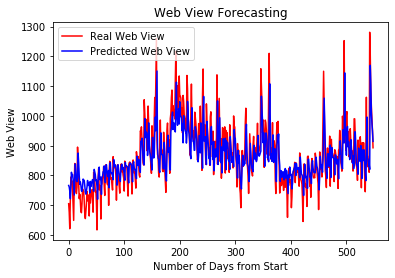 Web View Forecasting
Real Web View
Predicted Web View
Web View
1300
1200
1100
1000
900
800
700
600
0 100 200 300 400 500
Number of Days from Start